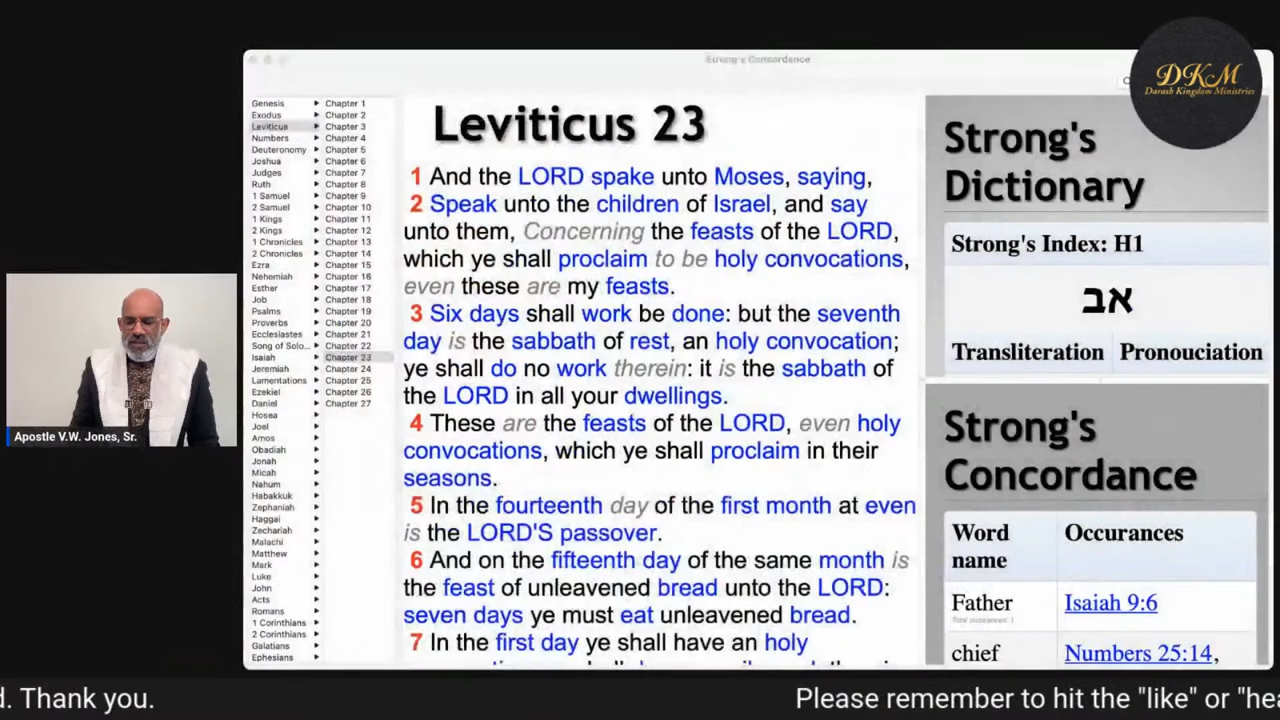 Strong's Concordance
DKM
Darash Kingdom Ministries
Genesis
Exodus
Leviticus
Numbers
Deuteronomy
Joshua
Judges
Ruth
1 Samuel
2 Samuel
1 Kings
2 Kings
1 Chronicles
2 Chronicles
Ezra
Nehemiah
Esther
Job
Psalms
Proverbs
Ecclesiastes
Song of Solo...
Isaiah
Jeremiah
Lamentations
Ezekiel
Daniel
Hosea
Joel
Amos
Obadiah
Jonah
Micah
Nahum
Habakkuk
Zephaniah
Haggai
Zechariah
Malachi
Matthew
Mark
Luke
John
Acts
Romans
1 Corinthians
2 Corinthians
Galatians
Ephesians
Chapter 1
Chapter 2
Chapter 3
Chapter 4
Chapter 5
Chapter 6
Chapter 7
Chapter 8
Chapter 9
Chapter 10
Chapter 11
Chapter 12
Chapter 13
Chapter 14
Chapter 15
Chapter 16
Chapter 17
Chapter 18
Chapter 19
Chapter 20
Chapter 21
Chapter 22
Chapter 23
Chapter 24
Chapter 25
Chapter 26
Chapter 27
Leviticus 23
1 And the LORD spake unto Moses, saying,
2 Speak unto the children of Israel, and say
unto them, Concerning the feasts of the LORD,
which ye shall proclaim to be holy convocations,
even these are my feasts.
3 Six days shall work be done: but the seventh
day is the sabbath of rest, an holy convocation;
ye shall do no work therein: it is the sabbath of
the LORD in all your dwellings.
4 These are the feasts of the LORD, even holy
convocations, which ye shall proclaim in their
seasons.
5 In the fourteenth day of the first month at even
is the LORD'S passover.
6 And on the fifteenth day of the same month is
the feast of unleavened bread unto the LORD:
seven days ye must eat unleavened bread.
7 In the first day ye shall have an holy
Strong's
Dictionary
Strong's Index: H1
אב
Transliteration Pronouciation
Strong's
Concordance
Word name Occurances
Father Isaiah 9:6
Total occurrences: 1
chief Numbers 25:14,
Apostle V.W. Jones, Sr.
d. Thank you. Please remember to hit the "like" or "hea